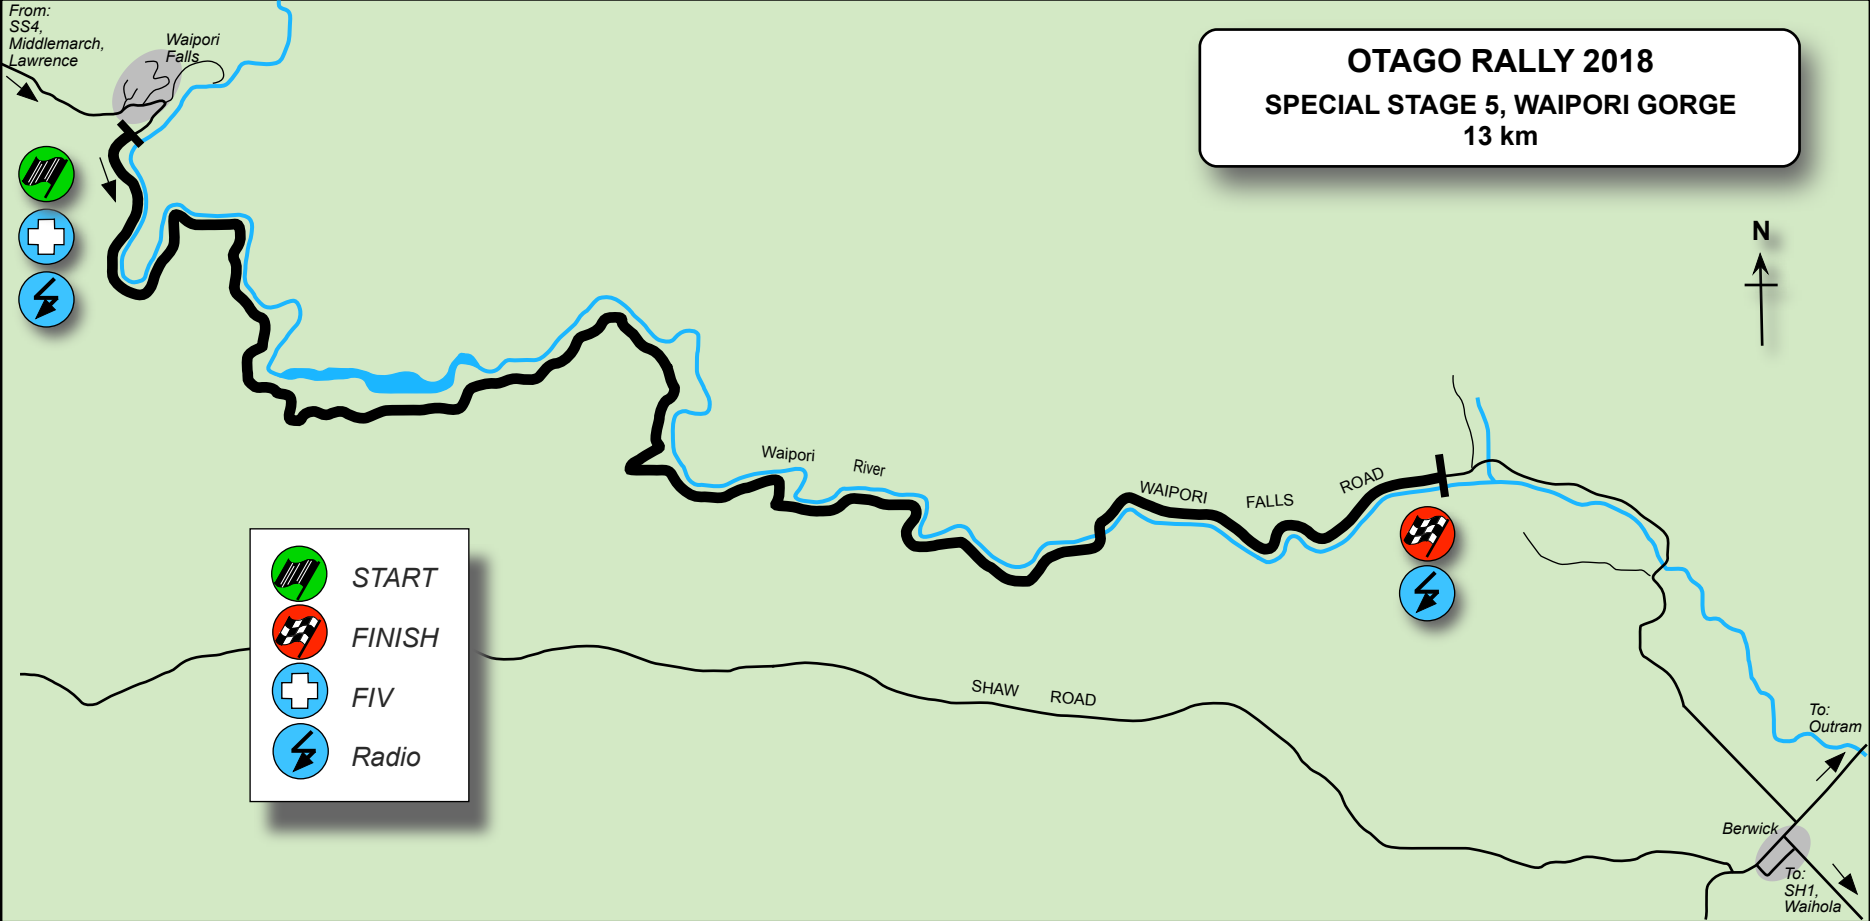 From:
SS4,
Middlemarch,
Lawrence
Waipori
Falls
OTAGO RALLY 2018
SPECIAL STAGE 5, WAIPORI GORGE
13 km
N
Waipori River
WAIPORI FALLS ROAD
START
FINISH
FIV
Radio
SHAW ROAD
To:
Outram
Berwick
To:
SH1,
Waihola